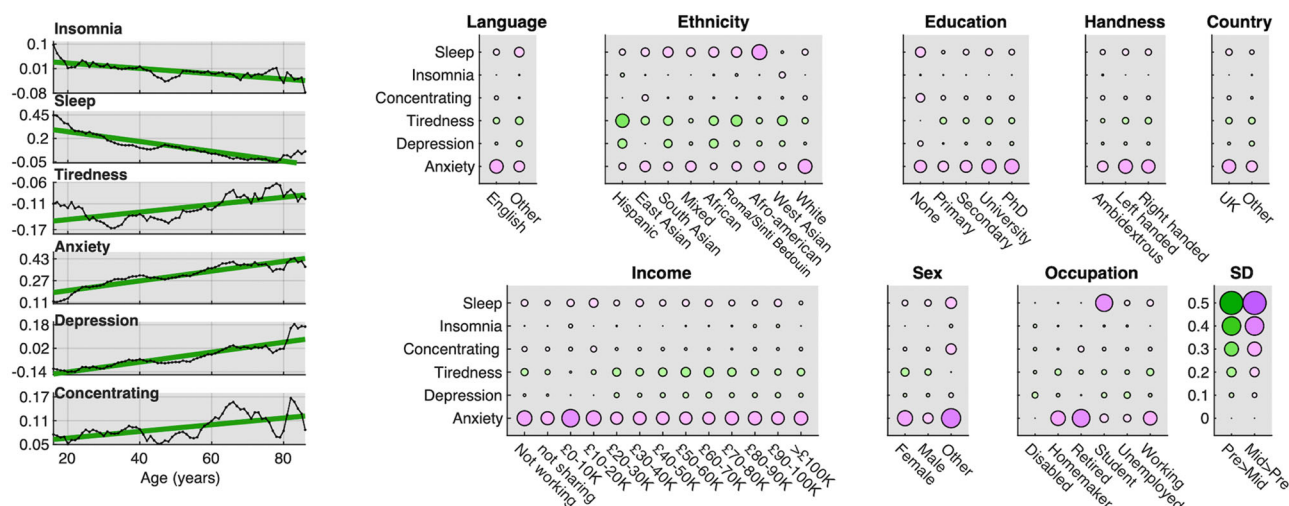 Insomnia
0.1
0.01
-0.08
Sleep
0.45
0.2
-0.05
Tiredness
-0.06
-0.11
-0.17
Anxiety
0.43
0.27
0.11
Depression
0.18
0.02
-0.14
Concentrating
0.17
0.11
0.05
20 40 60 80
Age (years)
Language Ethnicity Education Handness Country
Sleep
Insomnia
Concentrating
Tiredness
Depression
Anxiety
English
Other
Hispanic
East Asian
South Asian
Mixed
African
Roma/Sinti Bedouin
Afro-american
West Asian
White
None
Primary
Secondary
University
PhD
Ambidextrous
Left handed
Right handed
UK
Other
Income Sex Occupation SD
Sleep
Insomnia
Concentrating
Tiredness
Depression
Anxiety
Not working
not sharing
£0-10K
£10-20K
£20-30K
£30-40K
£40-50K
£50-60K
£60-70K
£70-80K
£80-90K
£90-100K
>£100K
Female
Male
Other
Disabled
Homemaker
Retired
Student
Unemployed
Working
0.5
0.4
0.3
0.2
0.1
0
Pre>Mid
Mid>Pre